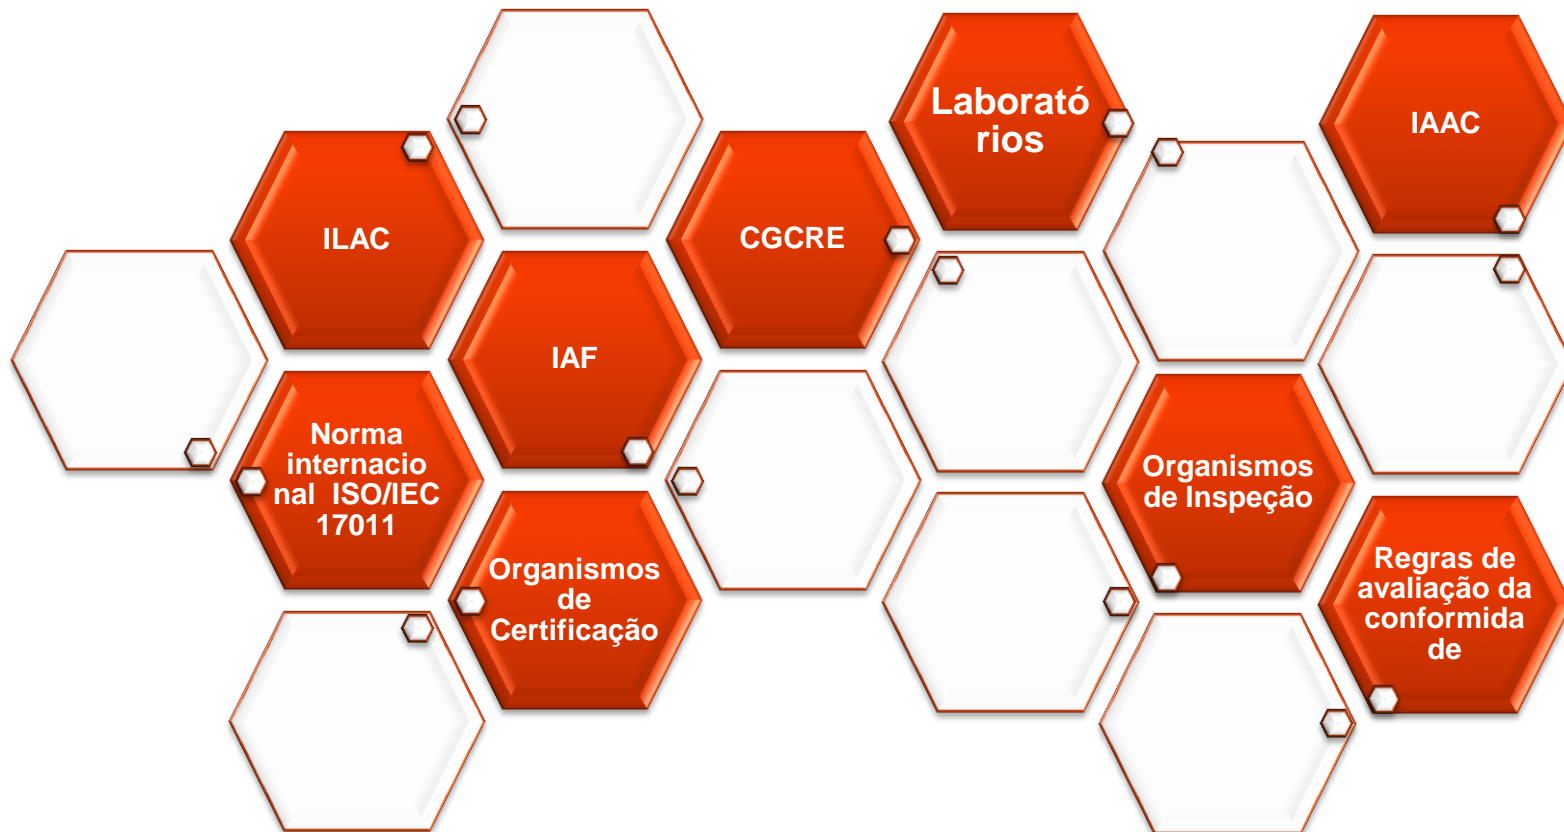 ILAC
Norma
internacio
nal ISO/IEC
17011
IAF
Organismos
de
Certificação
CGCRE
Laborató
rios
Organismos
de Inspeção
IAAC
Regras de
avaliação da
conformida
de